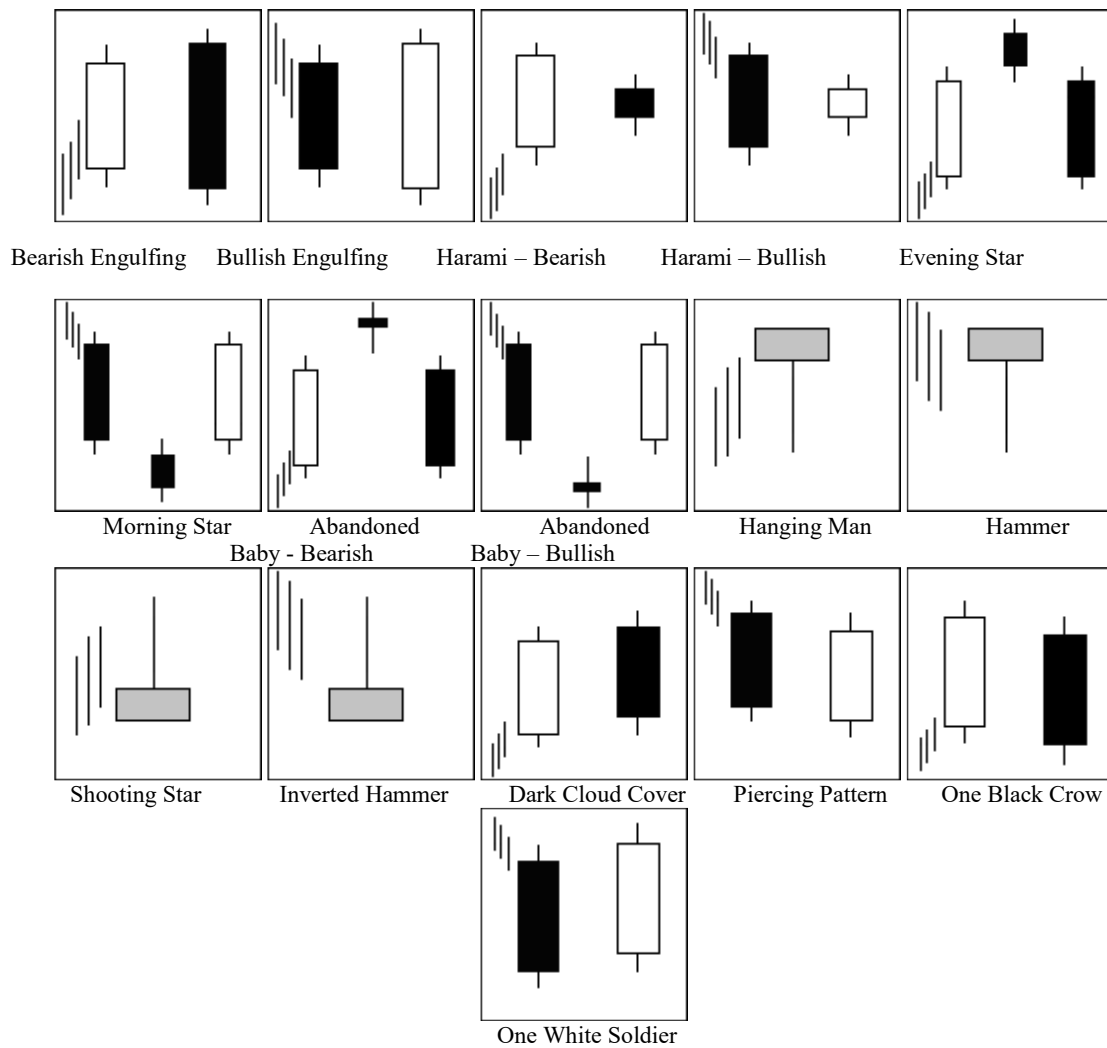 Bearish Engulfing Bullish Engulfing Harami – Bearish Harami – Bullish Evening Star
Morning Star Abandoned Abandoned Hanging Man Hammer
Baby - Bearish Baby – Bullish
Shooting Star Inverted Hammer Dark Cloud Cover Piercing Pattern One Black Crow
One White Soldier